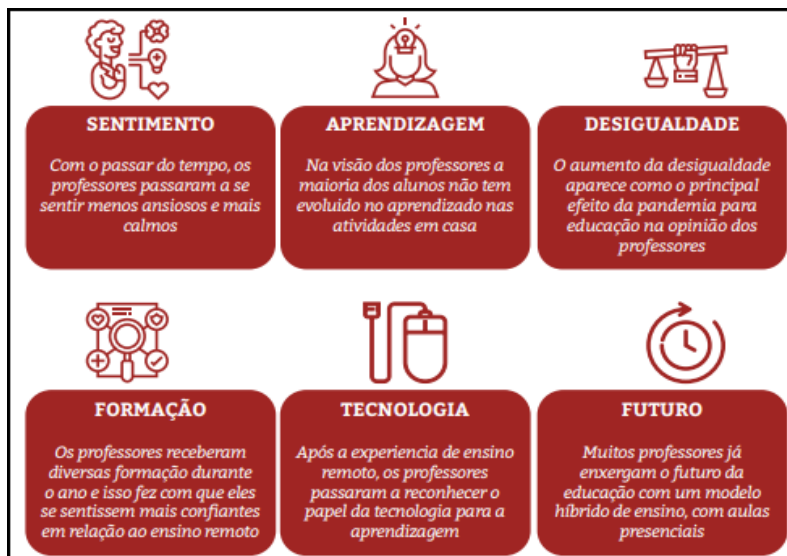 SENTIMENTO
Com o passar do tempo, os
professores passaram a se
sentir menos ansiosos e mais
calmos
APRENDIZAGEM
Na visão dos professores a
maioria dos alunos não tem
evoluido no aprendizado nas
atividades em casa
DESIGUALDADE
O aumento da desigualdade
aparece como o principal
efeito da pandemia para
educação na opinião dos
professores
FORMAÇÃO
Os professores receberam
diversas formação durante
o ano e isso fez com que eles
se sentissem mais confiantes
em relação ao ensino remoto
TECNOLOGIA
Após a experiencia de ensino
remoto, os professores
passaram a reconhecer o
papel da tecnologia para a
aprendizagem
FUTURO
Muitos professores já
enxergam o futuro da
educação com um modelo
híbrido de ensino, com aulas
presenciais